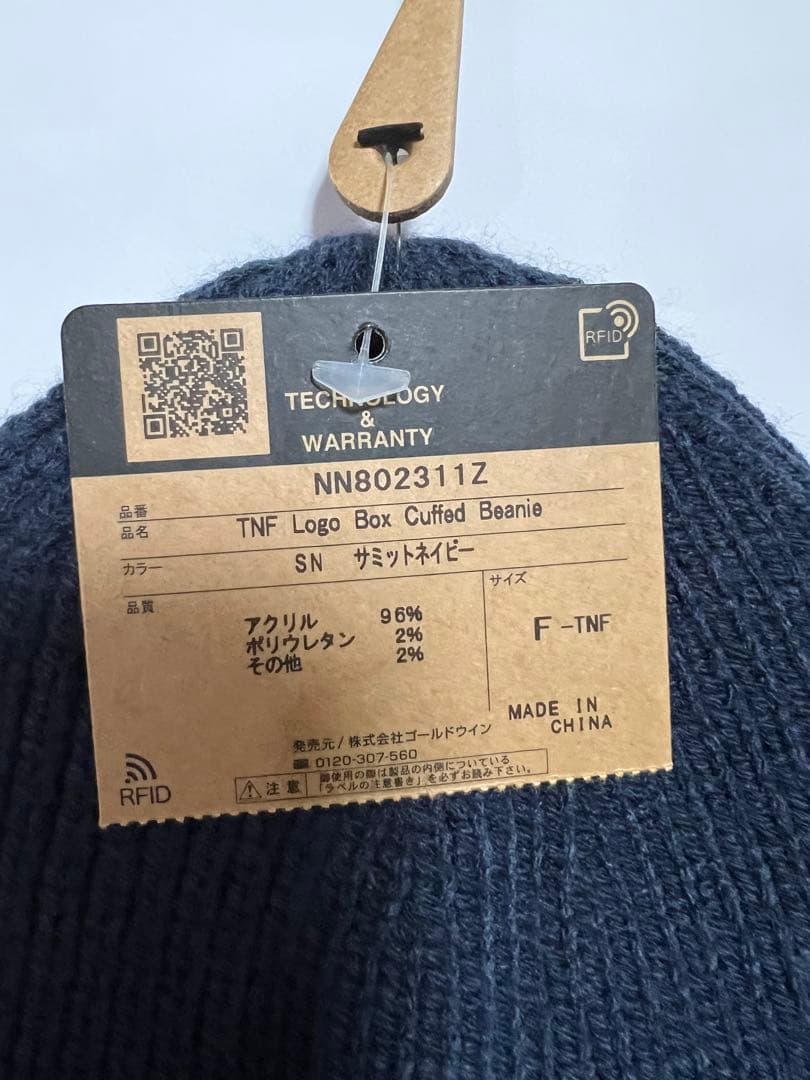 RFID
TECHNOLOGY
&
WARRANTY
品番 NN802311Z
品名 TNF Logo Box Cuffed Beanie
カラー SN サミットネイビー
品質
アクリル 96%
ポリウレタン 2%
その他 2%
サイズ
F-TNF
MADE IN
CHINA
発売元/株式会社ゴールドウイン
0120-307-560
RFID
注意
御使用の際は製品の内側についている
「ラベルの注意書き」を必ずお読み下さい。